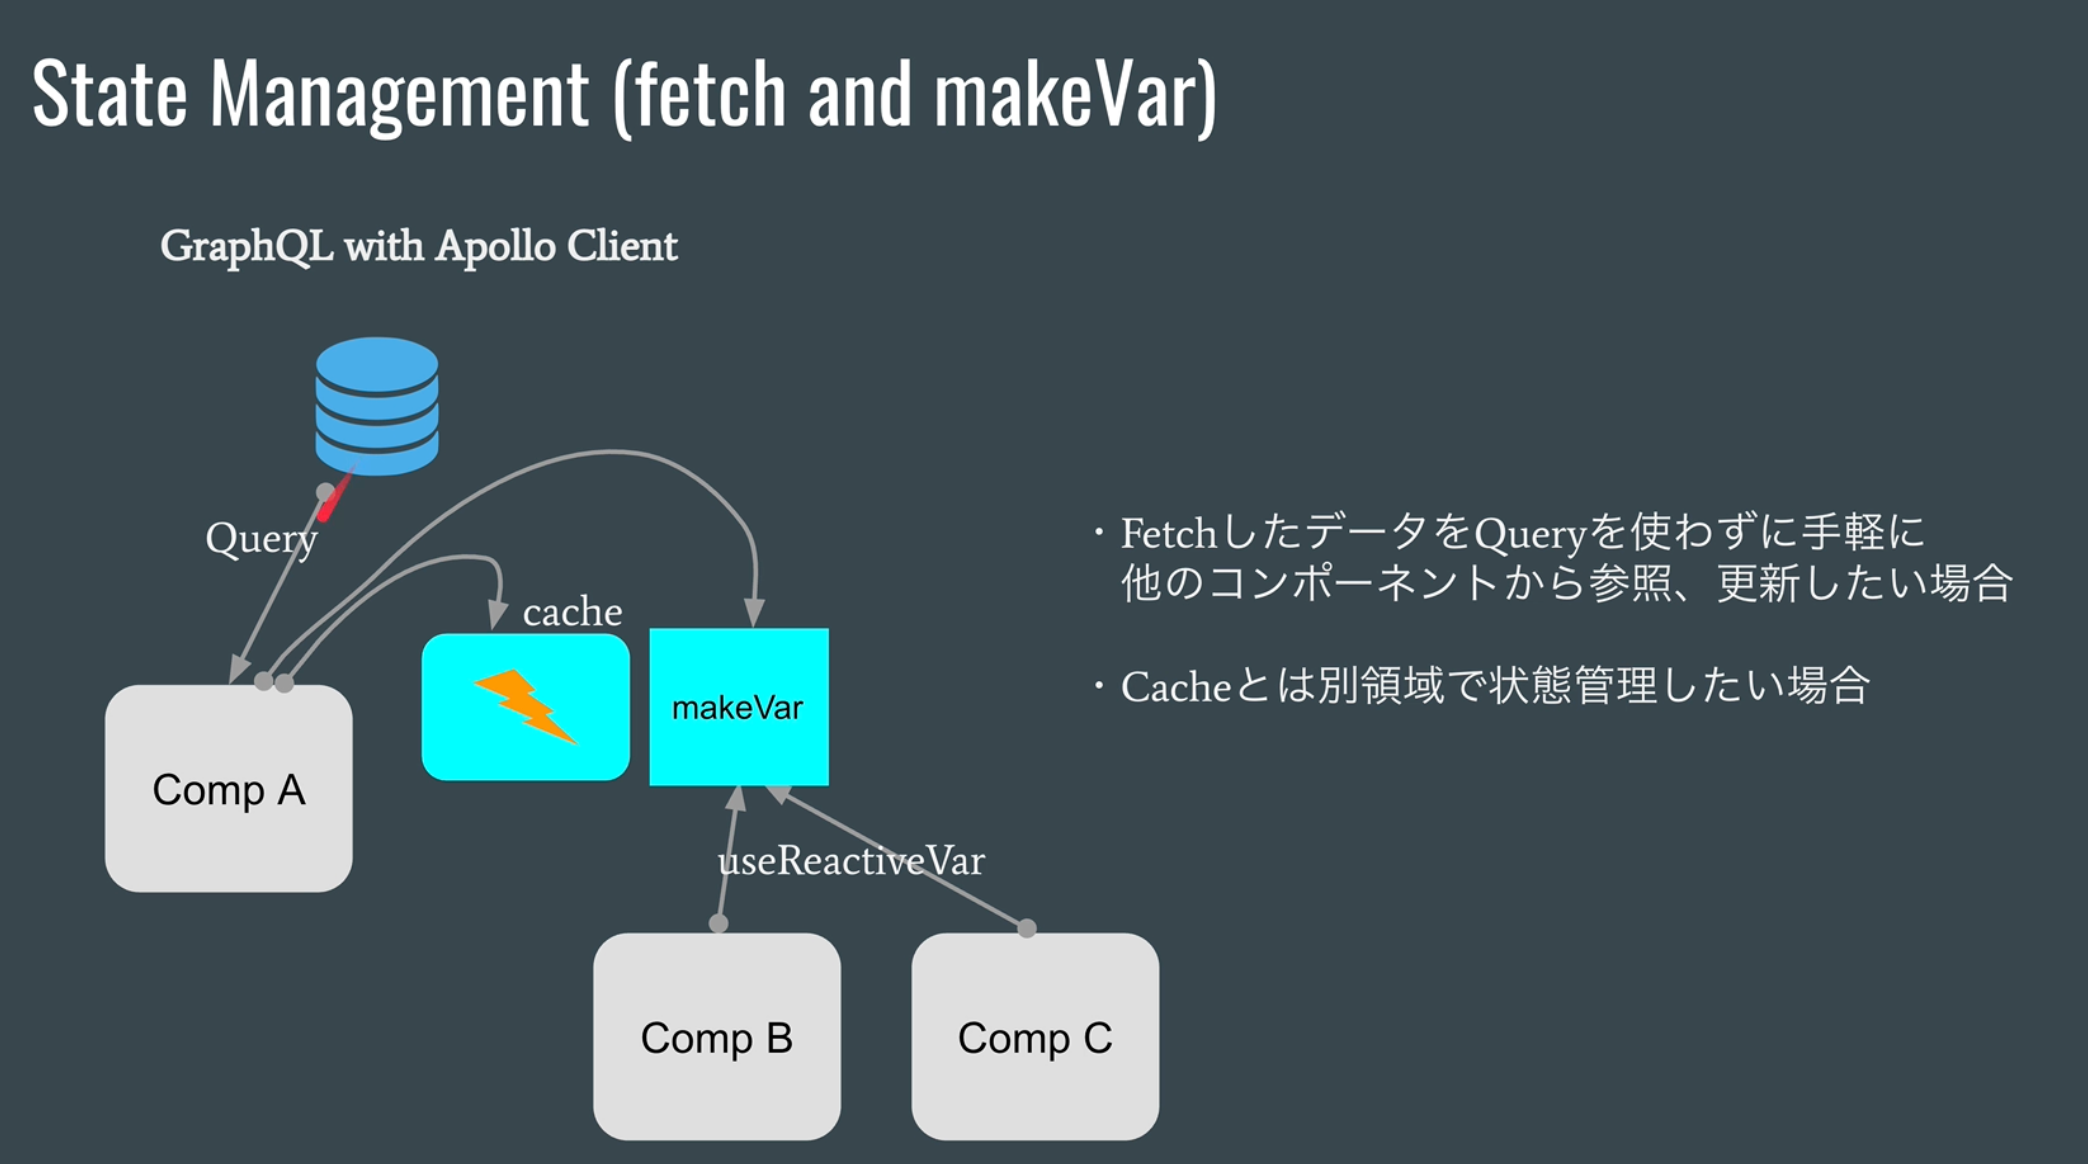 State Management (fetch and makeVar)
GraphQL with Apollo Client
Query
cache
makeVar
Comp A
useReactiveVar
Comp B
Comp C
・FetchしたデータをQueryを使わずに手軽に
他のコンポーネントから参照、更新したい場合
・Cacheとは別領域で状態管理したい場合